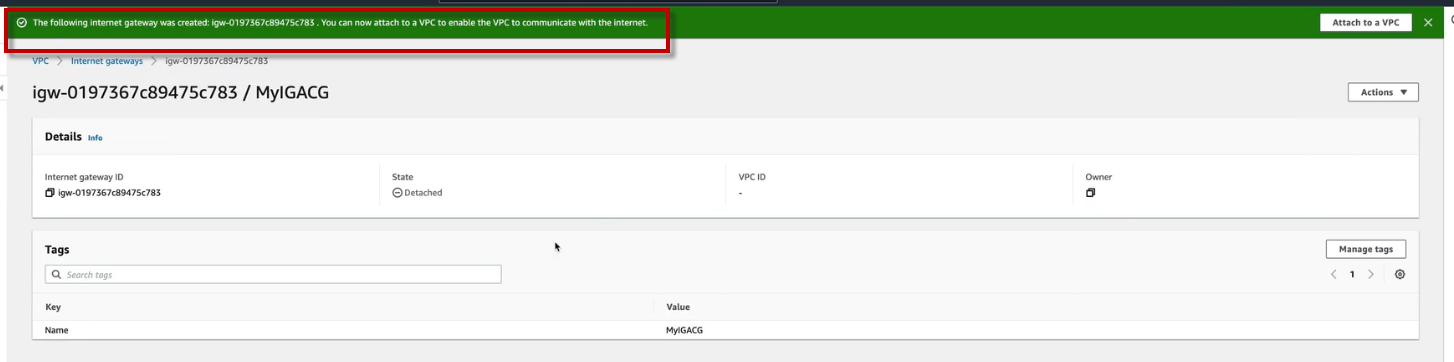 The following internet gateway was created: igw-0197367c89475c783 . You can now attach to a VPC to enable the VPC to communicate with the internet.
Attach to a VPC
VPC > Internet gateways > igw-0197367c89475c783
igw-0197367c89475c783 / MyIGACG
Actions
Details Info
Internet gateway ID
igw-0197367c89475c783
State
Detached
VPC ID
-
Owner
Tags
Manage tags
Search tags
1
Key Value
Name MyIGACG